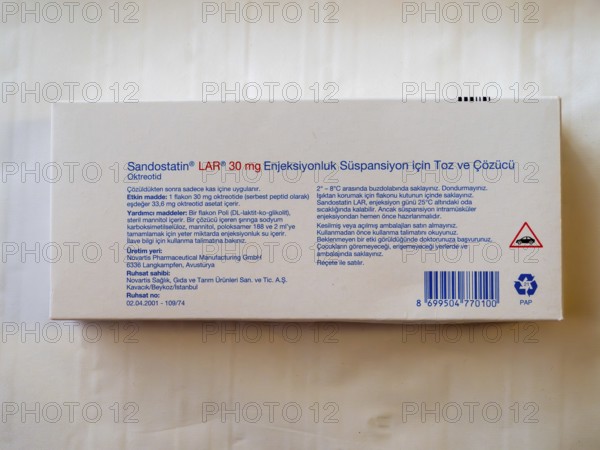 Sandostatin® LAR® 30 mg Enjeksiyonluk Süspansiyon için Toz ve Çözücü
Oktreotid
Çözüldükten sonra sadece kas içine uygulanır.
Etkin madde: 1 flakon 30 mg oktreotide (serbest peptid olarak)
eşdeğer 33,6 mg oktreotid asetat içerir.
Yardımcı maddeler: Bir flakon Poli (DL-laktit-ko-glikolit),
steril mannitol içerir. Bir çözücü içeren şırınga sodyum
karboksimetilselüloz, mannitol, poloksamer 188 ve 2 ml'ye
tamamlamak için yeter miktarda enjeksiyonluk su içerir.
İlave bilgi için kullanma talimatına bakınız.
Üretim yeri:
Novartis Pharmaceutical Manufacturing GmbH
6336 Langkampfen, Avusturya
Ruhsat sahibi:
Novartis Sağlık, Gıda ve Tarım Ürünleri San. ve Tic. A.Ş.
Kavacık/Beykoz/İstanbul
Ruhsat no:
02.04.2001 - 109/74
2° - 8°C arasında buzdolabında saklayınız. Dondurmayınız.
Işıktan korumak için flakonu kutunun içinde saklayınız.
Sandostatin LAR, enjeksiyon günü 25°C altındaki oda
sıcaklığında kalabilir. Ancak süspansiyon intramüsküler
enjeksiyondan hemen önce hazırlanmalıdır.
Kesilmiş veya açılmış ambalajları satın almayınız.
Kullanmadan önce kullanma talimatını okuyunuz.
Beklenmeyen bir etki görüldüğünde doktorunuza başvurunuz.
Çocukların göremeyeceği, erişemeyeceği yerlerde ve
ambalajında saklayınız.
Reçete ile satılır.
8 699504 770100
PAP
PHOTO 12